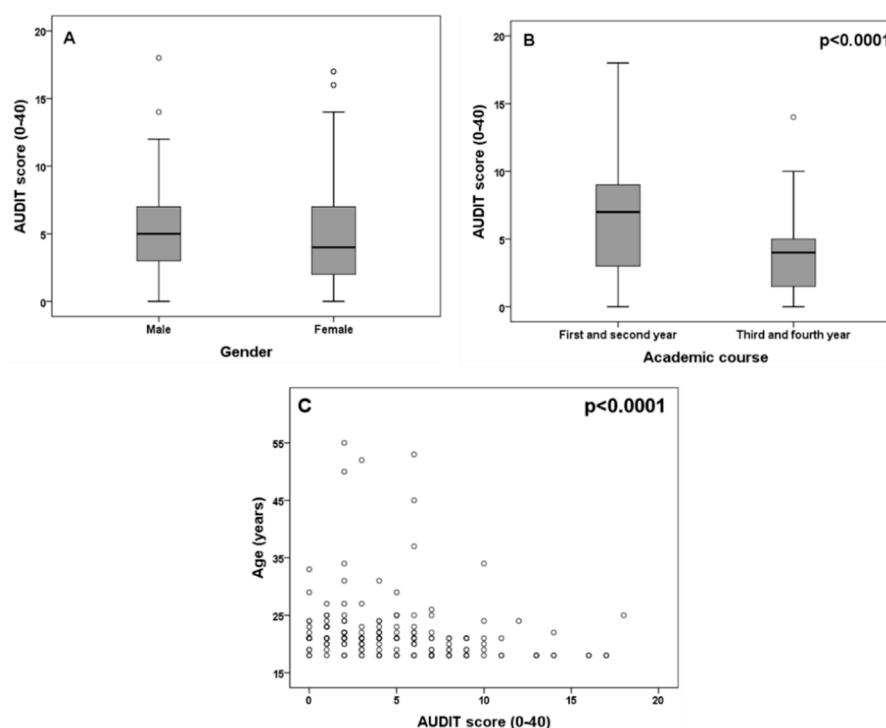 A
AUDIT score (0-40)
20
15
10
5
0
Male Female
Gender
B
p<0.0001
AUDIT score (0-40)
20
15
10
5
0
First and second year Third and fourth year
Academic course
C
p<0.0001
Age (years)
55
45
35
25
15
0 5 10 15 20
AUDIT score (0-40)